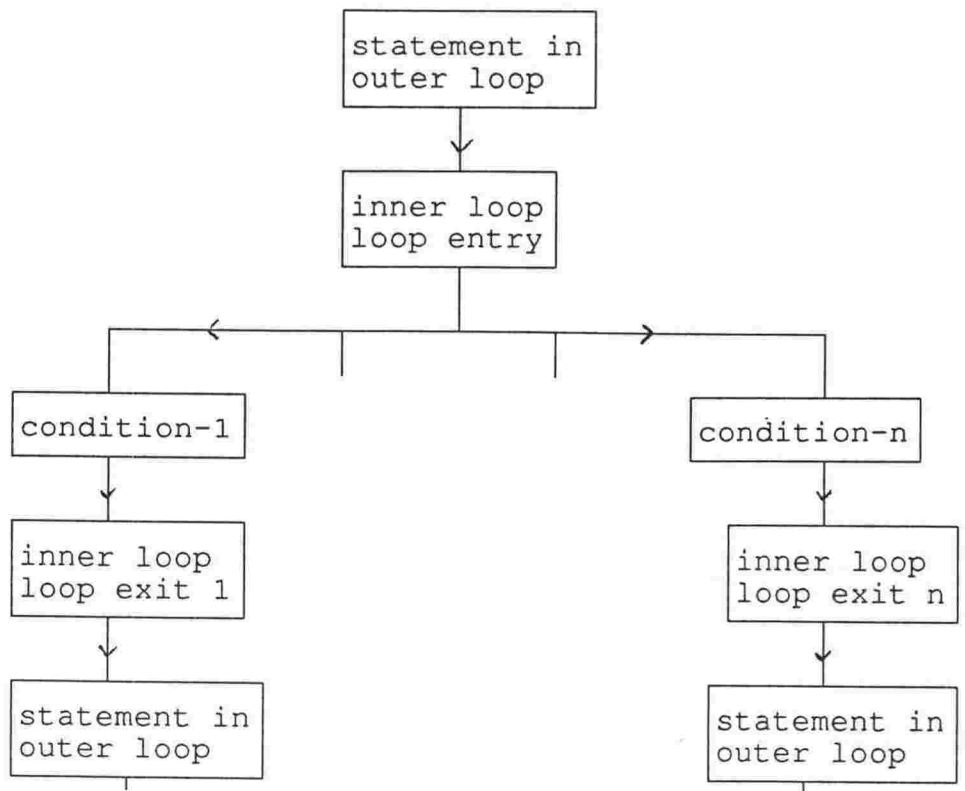 statement in
outer loop
inner loop
loop entry
condition-1
condition-n
inner loop
loop exit 1
inner loop
loop exit n
statement in
outer loop
statement in
outer loop